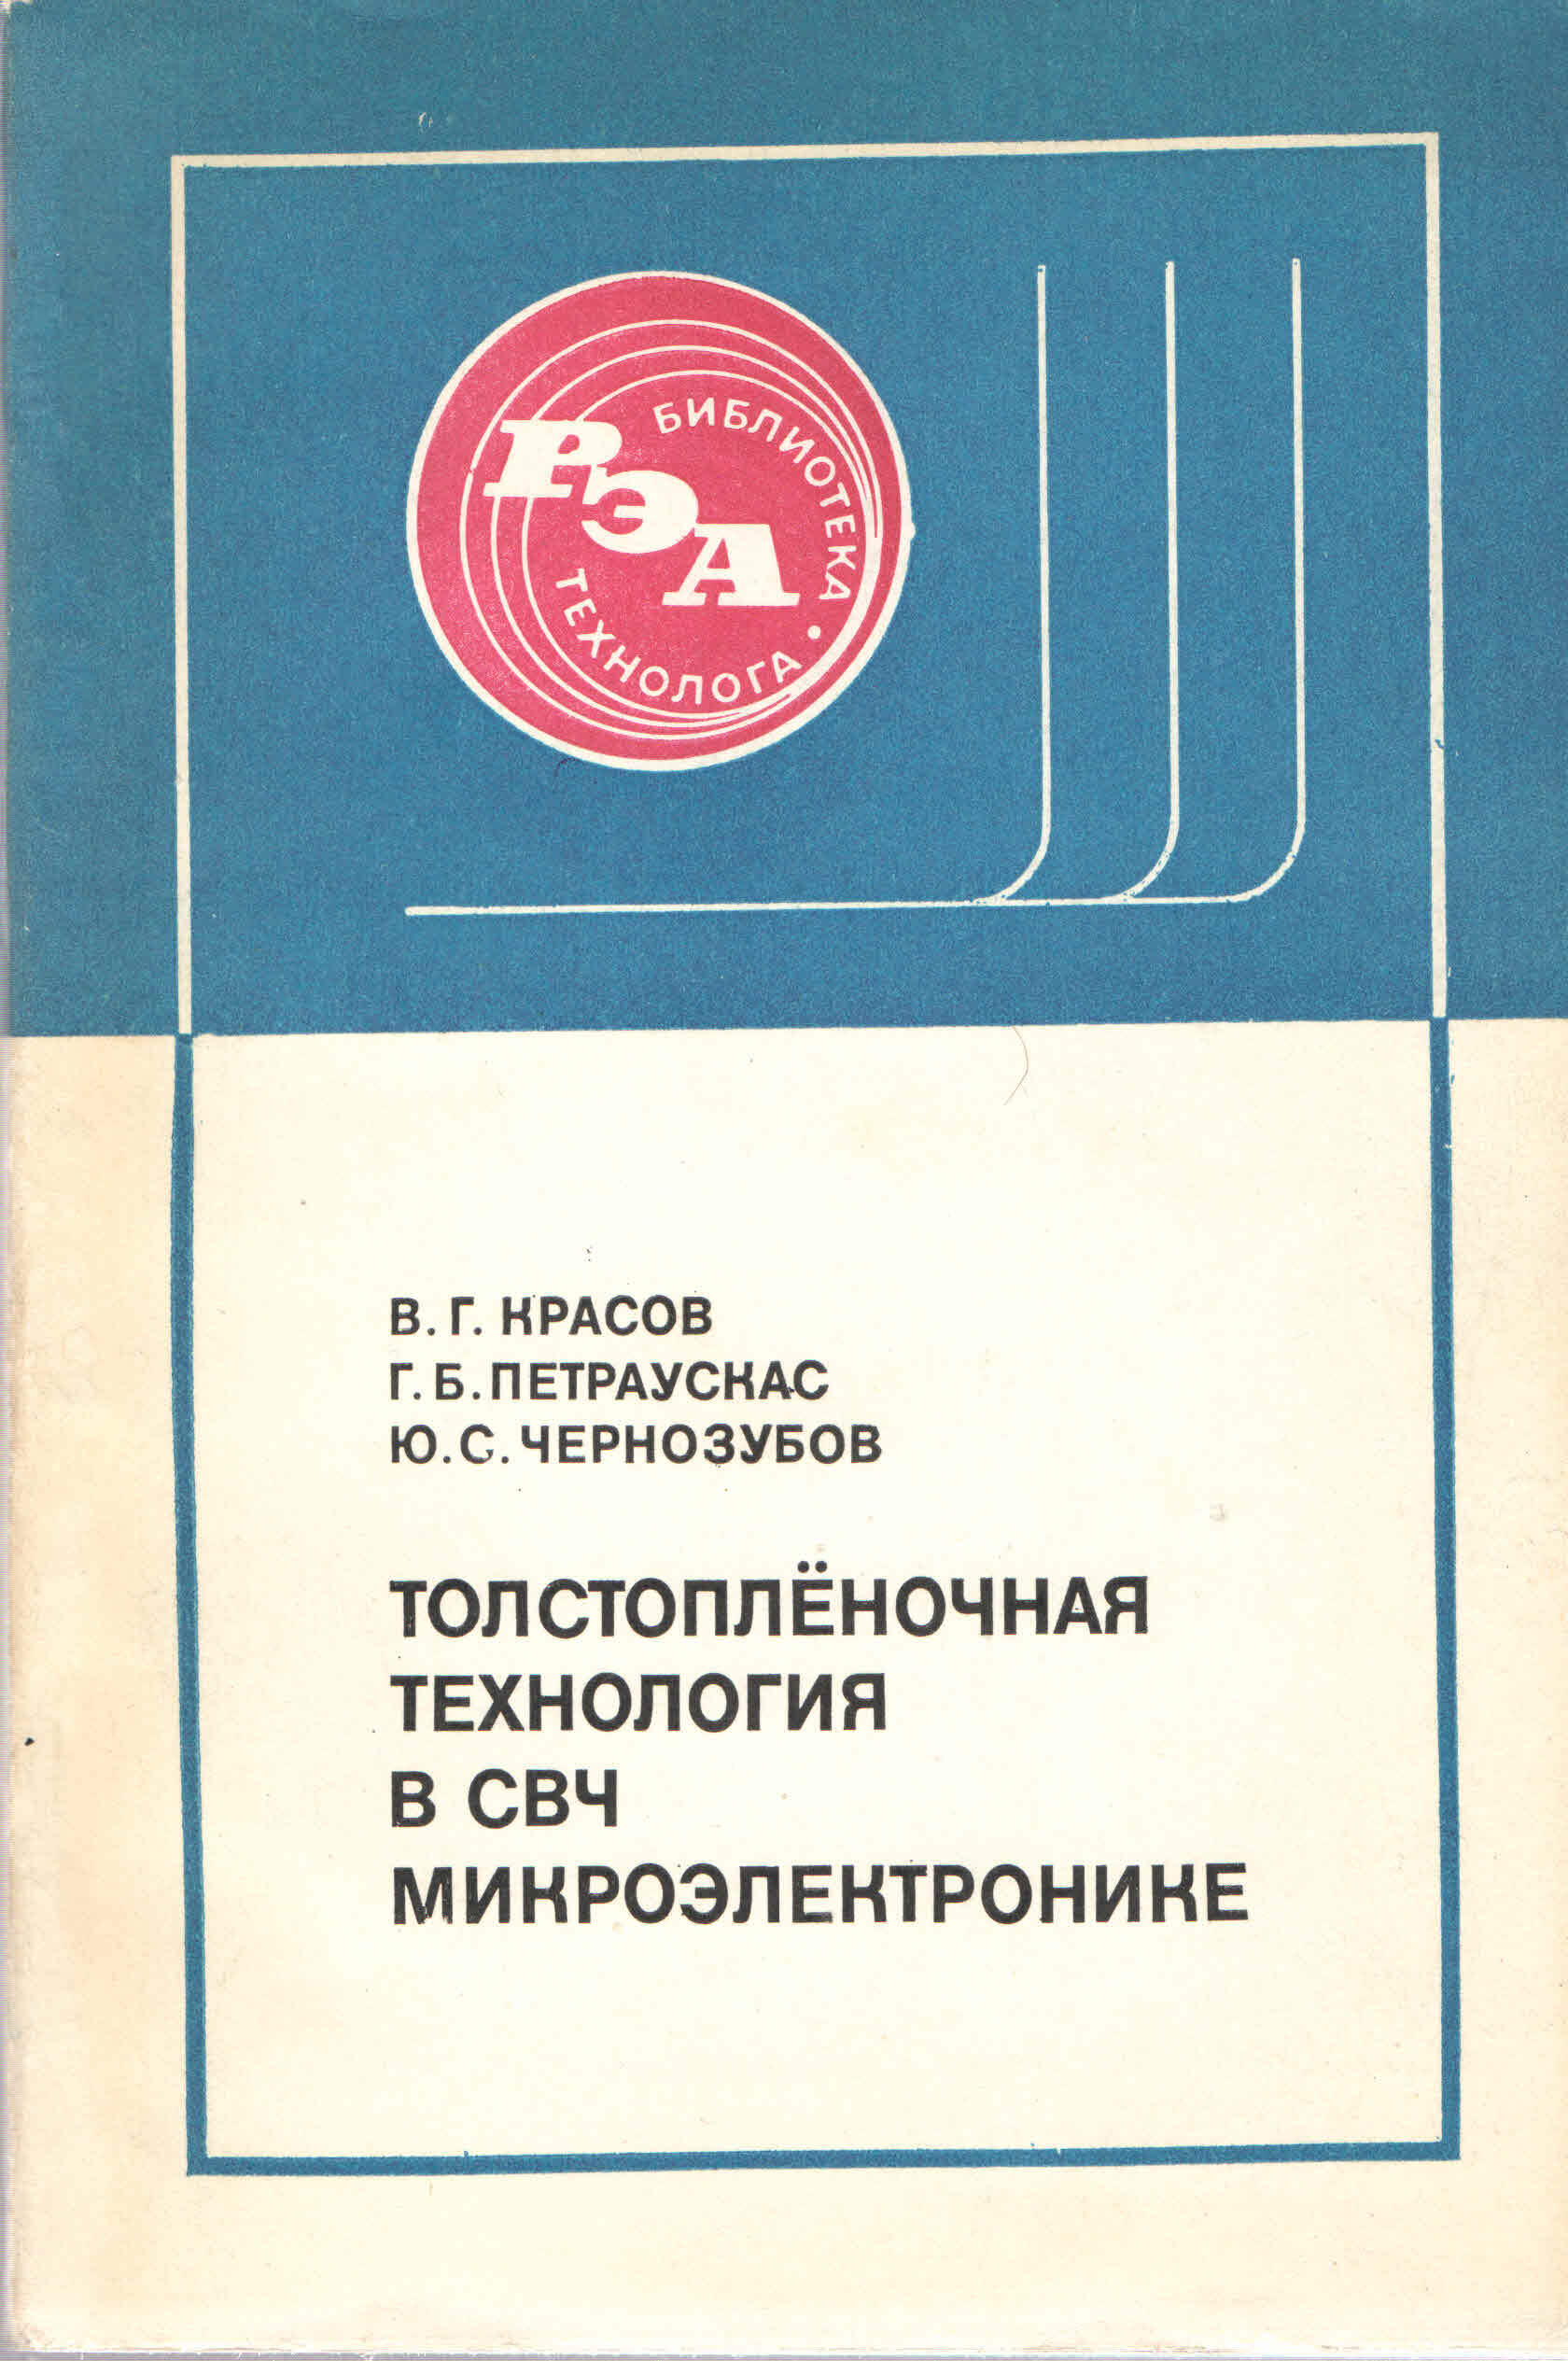 РЭА
БИБЛИОТЕКА •
ТЕХНОЛОГА
В. Г. КРАСОВ
Г. Б. ПЕТРАУСКАС
Ю. С. ЧЕРНОЗУБОВ
ТОЛСТОПЛЁНОЧНАЯ
ТЕХНОЛОГИЯ
В СВЧ
МИКРОЭЛЕКТРОНИКЕ